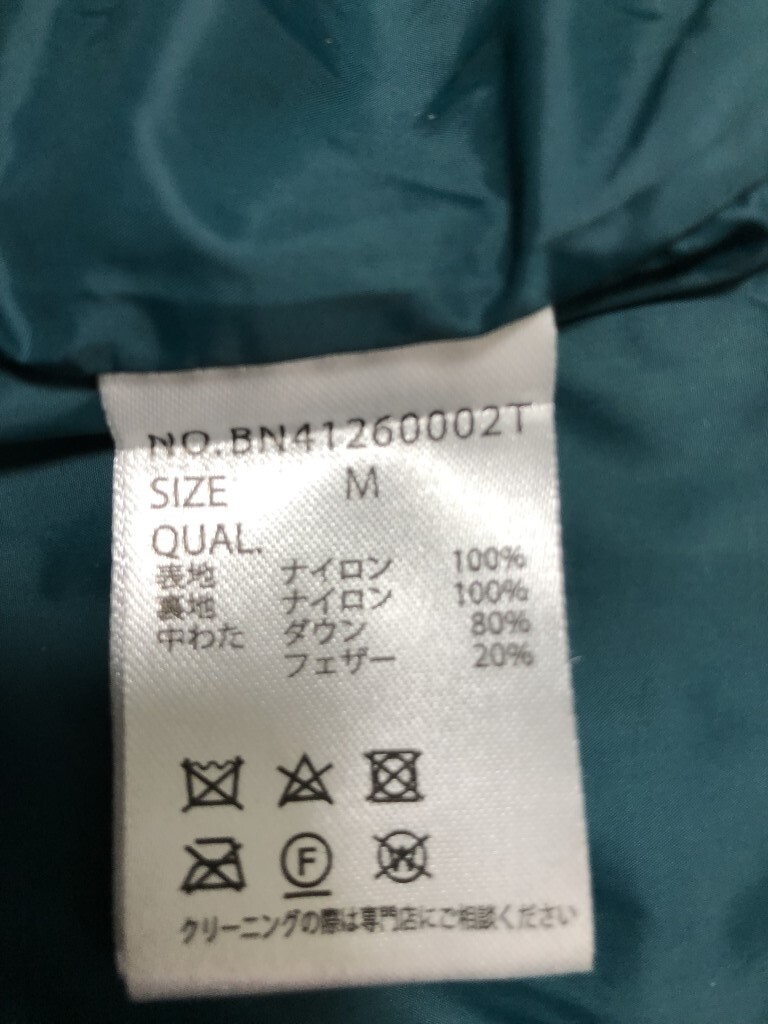 NO.BN41260002T
SIZE M
QUAL.
表地 ナイロン 100%
裏地 ナイロン 100%
中わた ダウン 80%
フェザー 20%
F
W
クリーニングの際は専門店にご相談ください